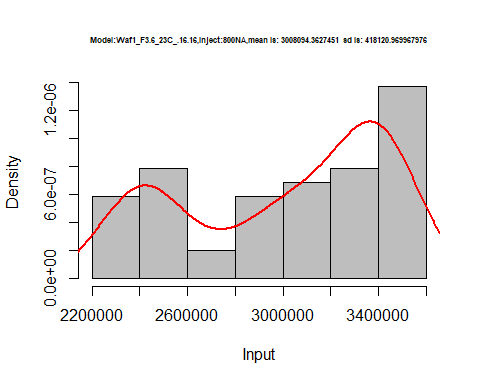 Model:Waf1_F3.6_23C_.16.16,Inject:800NA,mean is: 3008094.3627451 sd is: 418120.969967976
Density
1.2e-06
6.0e-07
0.0e+00
2200000 2600000 3000000 3400000
Input